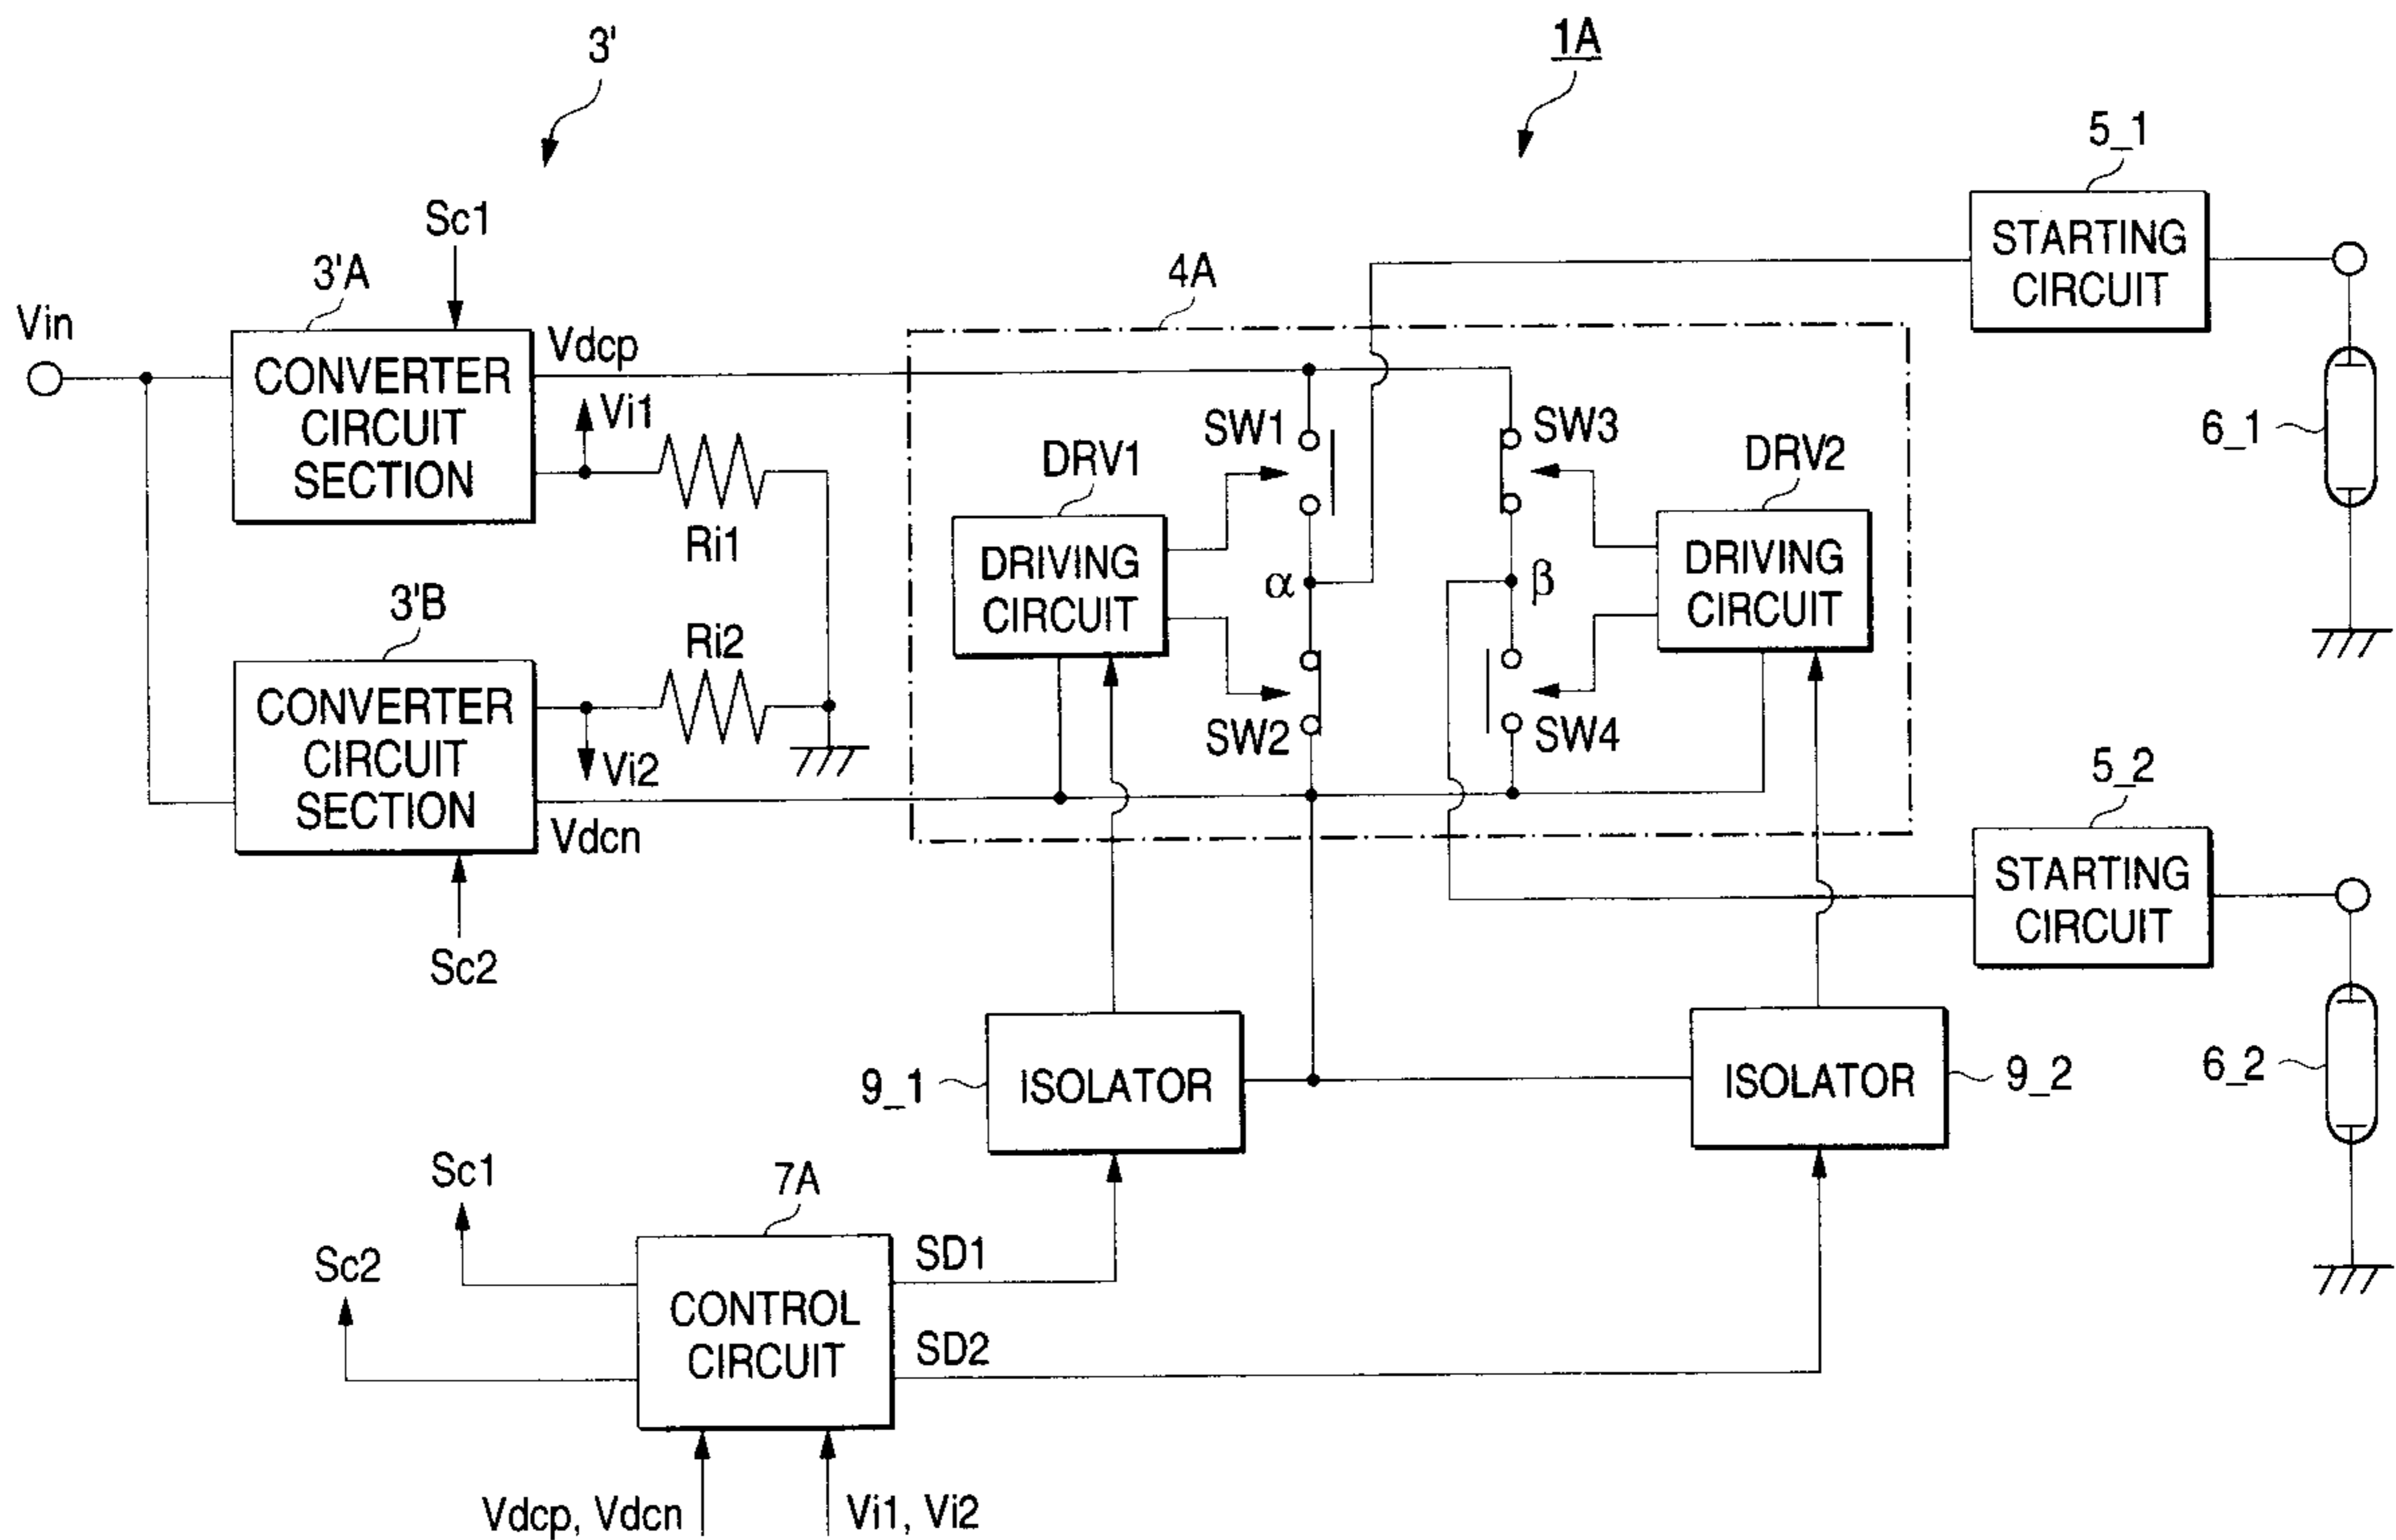 3'
1A
5_1
STARTING
CIRCUIT
Sc1
3'A
4A
Vin
Vdcp
CONVERTER
CIRCUIT
SECTION
Vi1
SW1
SW3
6_1
DRV1
DRV2
Ri1
DRIVING
CIRCUIT
α
β
DRIVING
CIRCUIT
3'B
Ri2
CONVERTER
CIRCUIT
SECTION
SW2
SW4
Vi2
Vdcn
5_2
STARTING
CIRCUIT
Sc2
9_1
ISOLATOR
ISOLATOR
9_2
6_2
Sc1
7A
Sc2
SD1
CONTROL
CIRCUIT
SD2
Vdcp, Vdcn
Vi1, Vi2